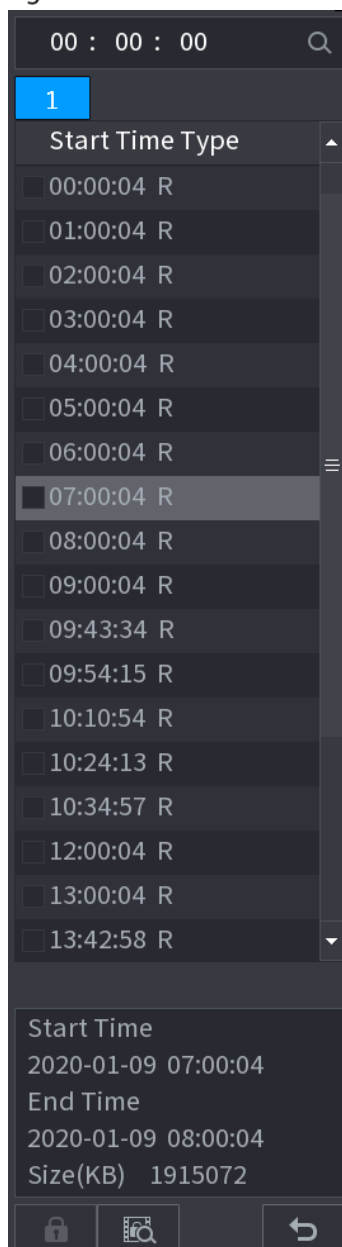 00 : 00 : 00
1
Start Time Type
00:00:04 R
01:00:04 R
02:00:04 R
03:00:04 R
04:00:04 R
05:00:04 R
06:00:04 R
07:00:04 R
08:00:04 R
09:00:04 R
09:43:34 R
09:54:15 R
10:10:54 R
10:24:13 R
10:34:57 R
12:00:04 R
13:00:04 R
13:42:58 R
Start Time
2020-01-09 07:00:04
End Time
2020-01-09 08:00:04
Size(KB) 1915072